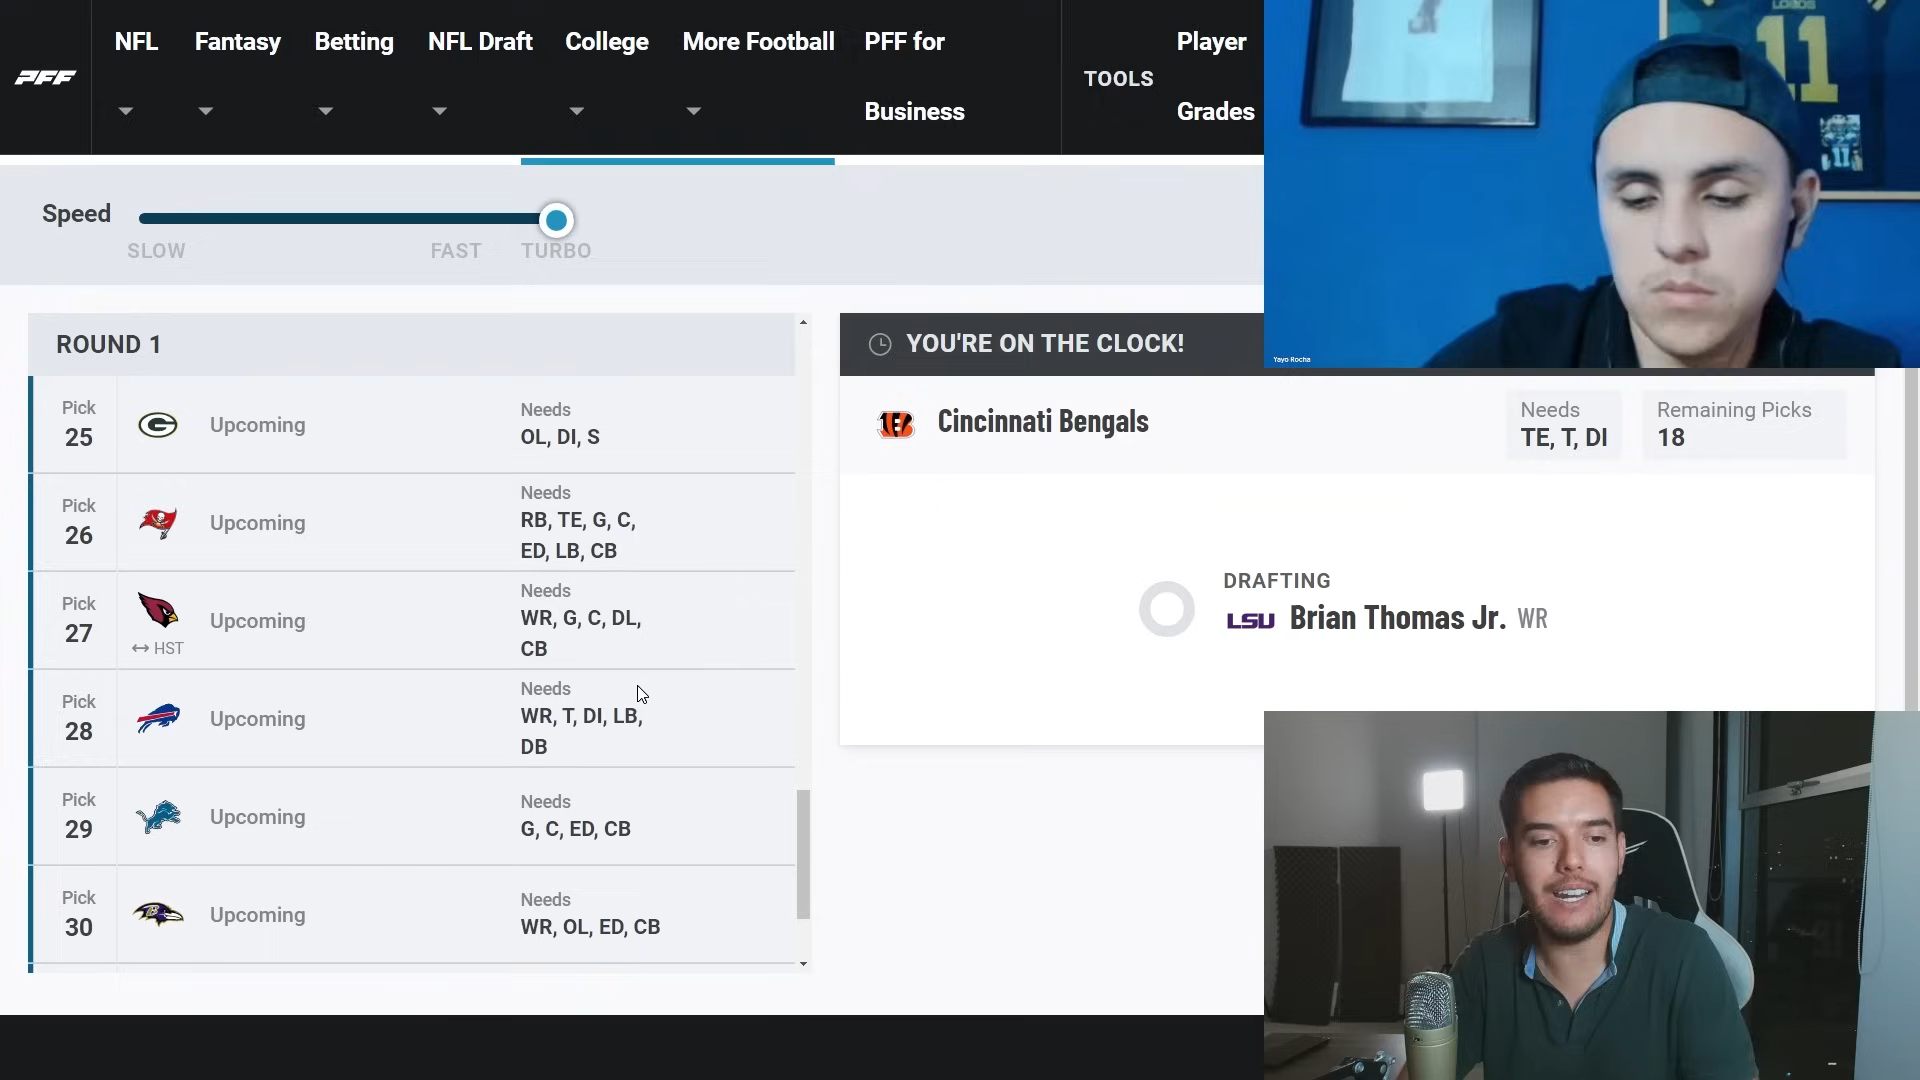 PFF
NFL
Fantasy
Betting
NFL Draft
College
More Football
PFF for
Business
TOOLS
Player
Grades
Speed
SLOW
FAST
TURBO
ROUND 1
Pick
25
Upcoming
Needs
OL, DI, S
Pick
26
Upcoming
Needs
RB, TE, G, C,
ED, LB, CB
Pick
27
↔ HST
Upcoming
Needs
WR, G, C, DL,
CB
Pick
28
Upcoming
Needs
WR, T, DI, LB,
DB
Pick
29
Upcoming
Needs
G, C, ED, CB
Pick
30
Upcoming
Needs
WR, OL, ED, CB
YOU'RE ON THE CLOCK!
Cincinnati Bengals
Needs
TE, T, DI
Remaining Picks
18
DRAFTING
LSU Brian Thomas Jr. WR
LOBOS
11
11
Yayo Rocha